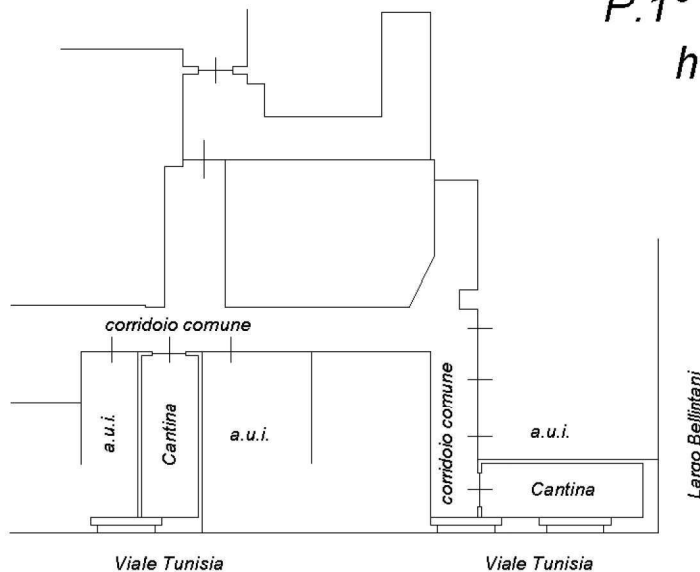 P.1°
h
corridoio comune
a.u.i.
Cantina
a.u.i.
corridoio comune
a.u.i.
Cantina
Largo Bellintani
Viale Tunisia
Viale Tunisia